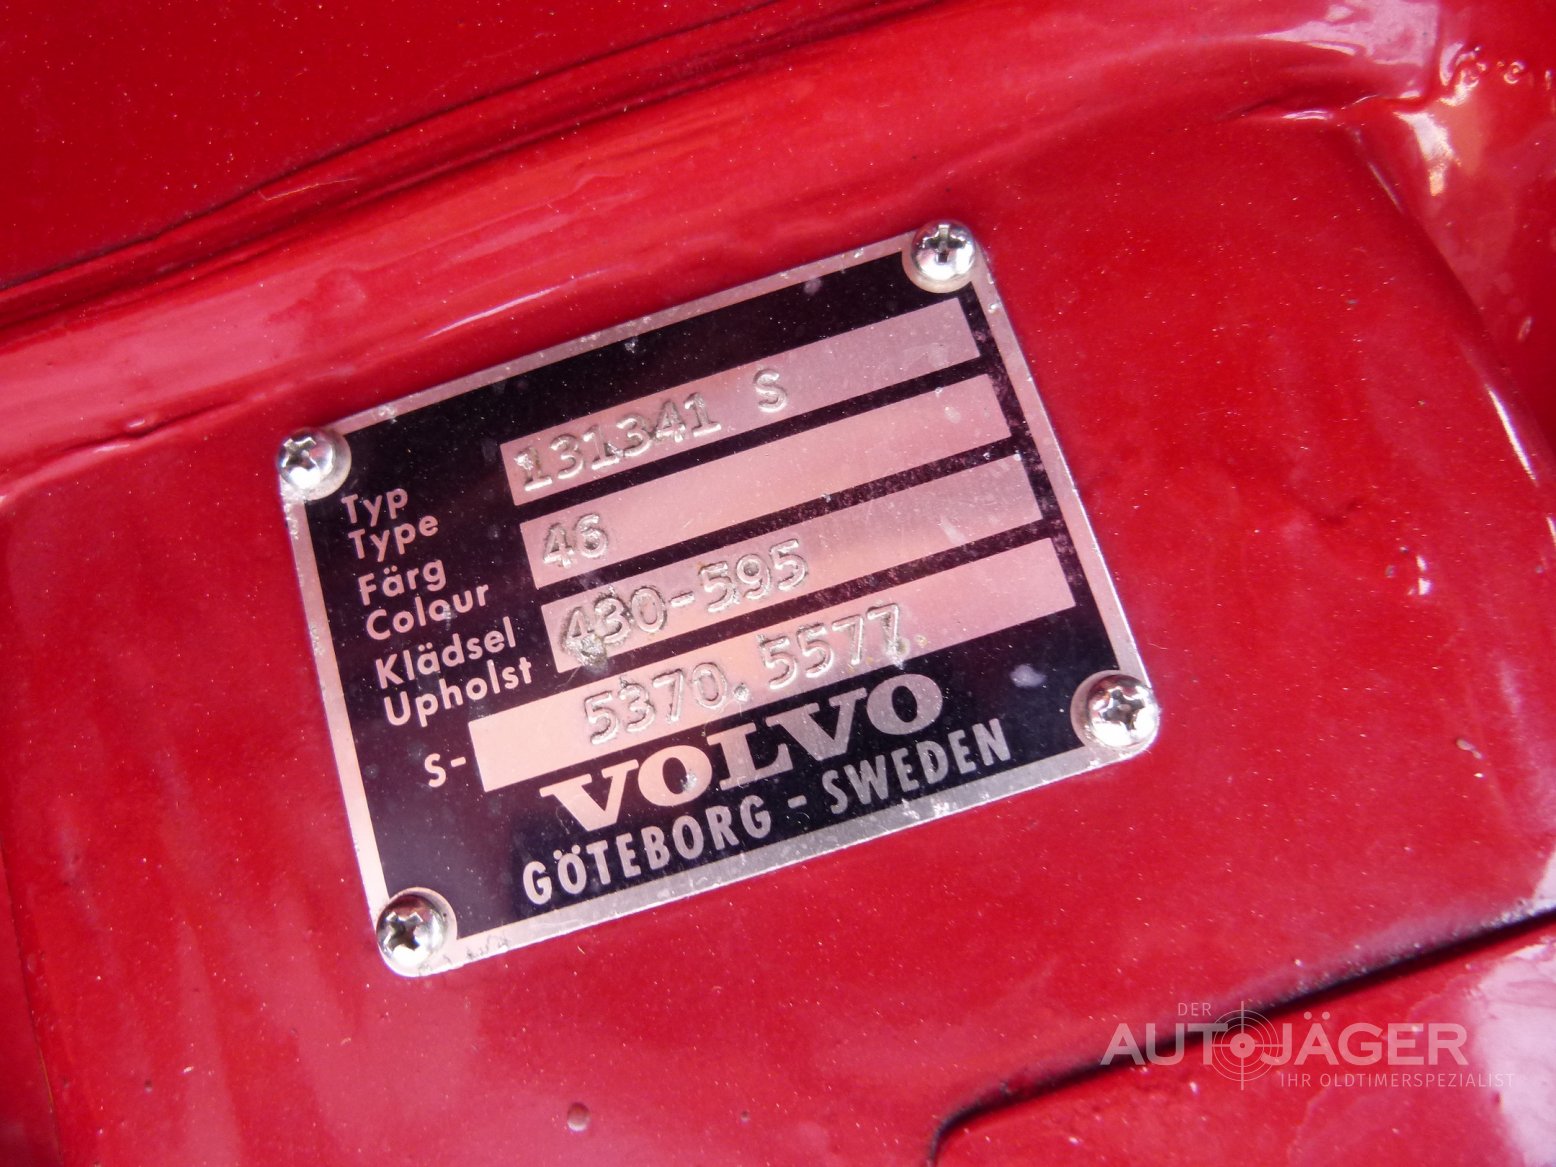 Typ
Type 131341 S
Färg
Colour 46
Klädsel
Upholst 430-595
S- 5370.5577
VOLVO
GÖTEBORG - SWEDEN
DER
AUTOJÄGER
IHR OLDTIMERSPEZIALIST